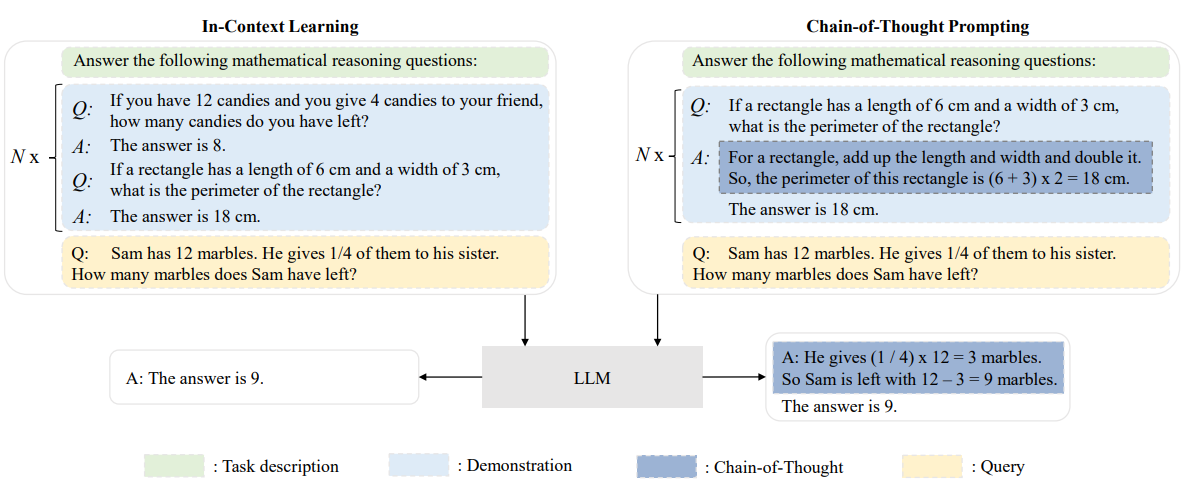 In-Context Learning
Answer the following mathematical reasoning questions:
N x
Q: If you have 12 candies and you give 4 candies to your friend,
how many candies do you have left?
A: The answer is 8.
Q: If a rectangle has a length of 6 cm and a width of 3 cm,
what is the perimeter of the rectangle?
A: The answer is 18 cm.
Q: Sam has 12 marbles. He gives 1/4 of them to his sister.
How many marbles does Sam have left?
Chain-of-Thought Prompting
Answer the following mathematical reasoning questions:
N x
Q: If a rectangle has a length of 6 cm and a width of 3 cm,
what is the perimeter of the rectangle?
A: For a rectangle, add up the length and width and double it.
So, the perimeter of this rectangle is (6 + 3) x 2 = 18 cm.
The answer is 18 cm.
Q: Sam has 12 marbles. He gives 1/4 of them to his sister.
How many marbles does Sam have left?
A: The answer is 9.
LLM
A: He gives (1 / 4) x 12 = 3 marbles.
So Sam is left with 12 – 3 = 9 marbles.
The answer is 9.
: Task description
: Demonstration
: Chain-of-Thought
: Query